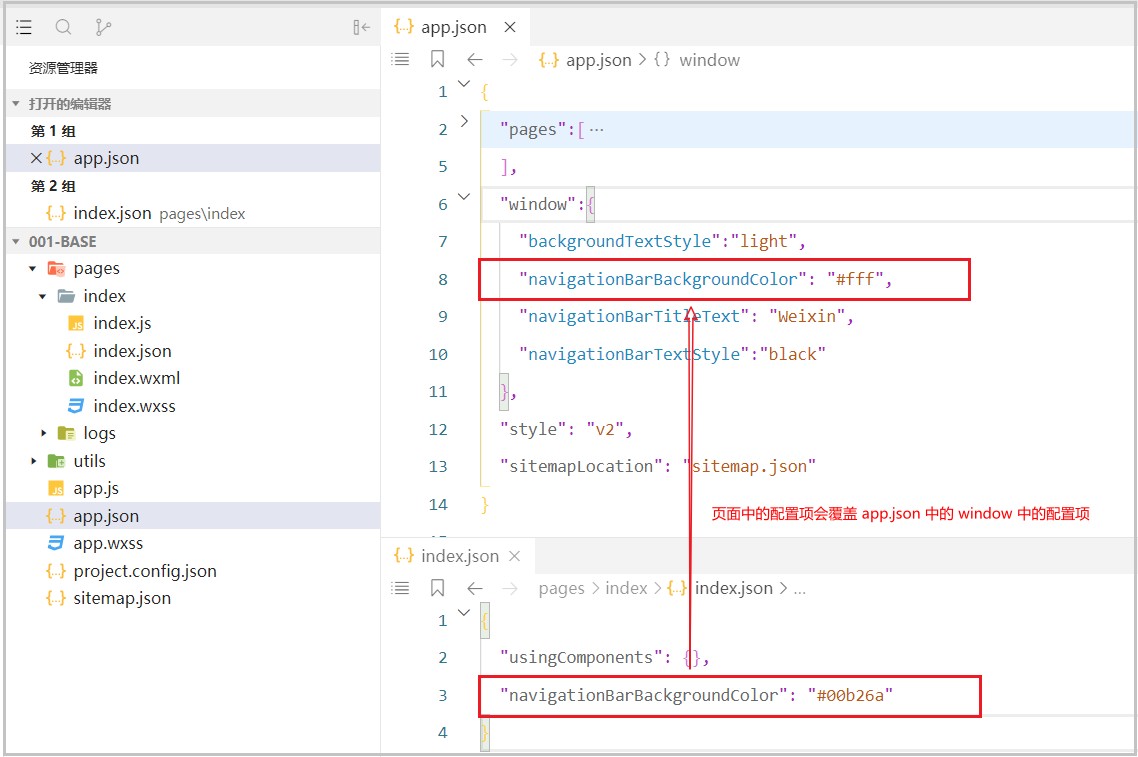 资源管理器
打开的编辑器
第 1 组
app.json
第 2 组
index.json pages\index
001-BASE
pages
index
index.js
index.json
index.wxml
index.wxss
logs
utils
app.js
app.json
app.wxss
project.config.json
sitemap.json
app.json
app.json > {} window
1 {
2 "pages":[ ···
5 ],
6 "window":{
7 "backgroundTextStyle":"light",
8 "navigationBarBackgroundColor": "#fff",
9 "navigationBarTitleText": "Weixin",
10 "navigationBarTextStyle":"black"
11 },
12 "style": "v2",
13 "sitemapLocation": "sitemap.json"
14 }
页面中的配置项会覆盖 app.json 中的 window 中的配置项
index.json
pages > index > {..} index.json > ...
1 {
2 "usingComponents": {},
3 "navigationBarBackgroundColor": "#00b26a"
4 }